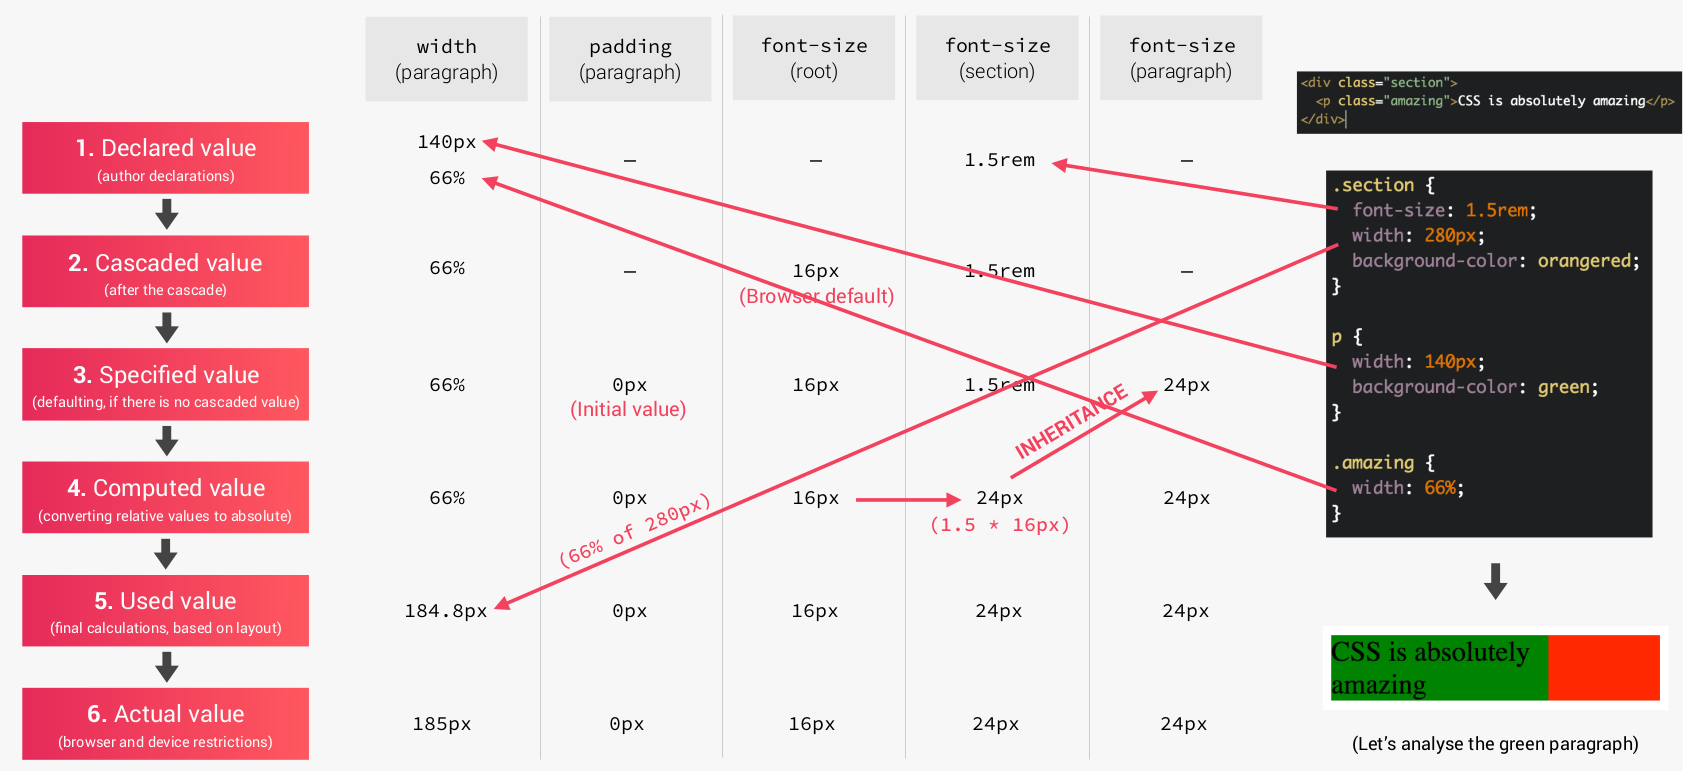 width
(paragraph)
padding
(paragraph)
font-size
(root)
font-size
(section)
font-size
(paragraph)
1. Declared value
(author declarations)
140px
66%
–
–
1.5rem
–
2. Cascaded value
(after the cascade)
66%
–
16px
(Browser default)
1.5rem
–
3. Specified value
(defaulting, if there is no cascaded value)
66%
0px
(Initial value)
16px
1.5rem
24px
INHERITANCE
4. Computed value
(converting relative values to absolute)
66%
0px
16px
24px
(1.5 * 16px)
24px
(66% of 280px)
5. Used value
(final calculations, based on layout)
184.8px
0px
16px
24px
24px
6. Actual value
(browser and device restrictions)
185px
0px
16px
24px
24px
<div class="section">
<p class="amazing">CSS is absolutely amazing</p>
</div>
.section {
font-size: 1.5rem;
width: 280px;
background-color: orangered;
}
p {
width: 140px;
background-color: green;
}
.amazing {
width: 66%;
}
CSS is absolutely
amazing
(Let's analyse the green paragraph)